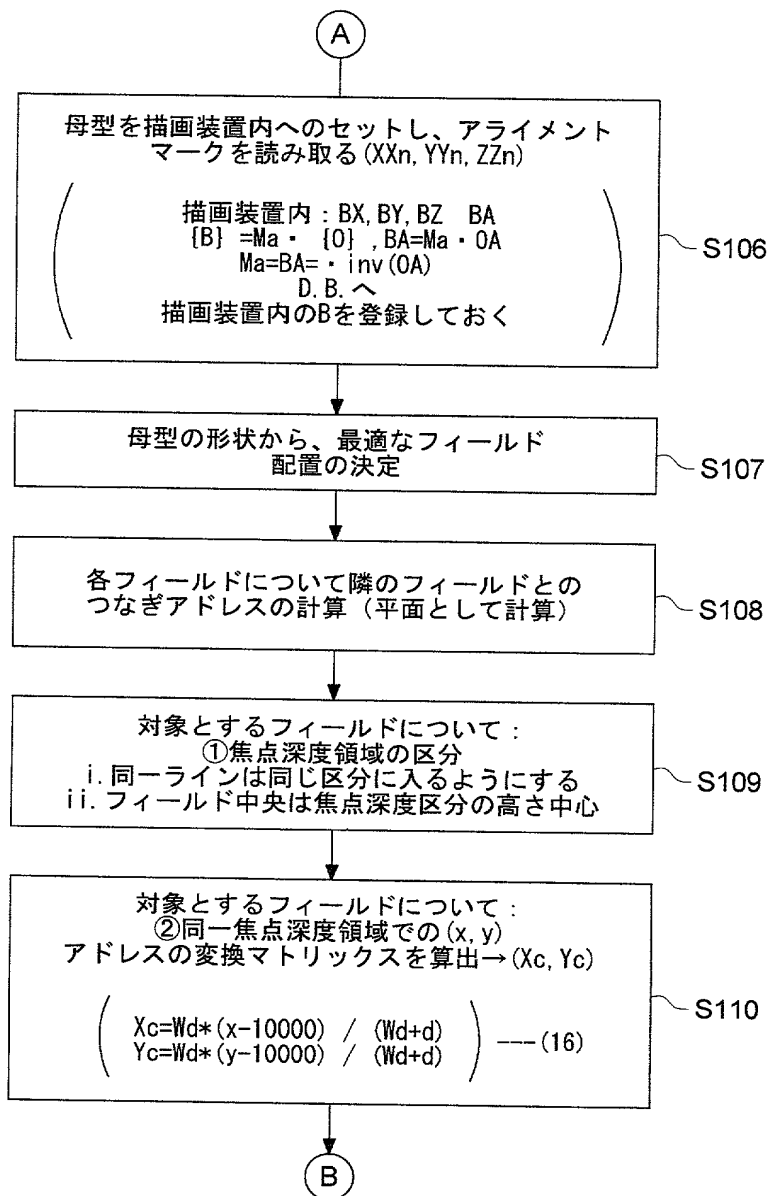 A
母型を描画装置内へのセットし、アライメント
マークを読み取る(XXn, YYn, ZZn)
描画装置内：BX, BY, BZ BA
{B} =Ma・ {O} , BA=Ma・OA
Ma=BA=・inv(OA)
D.B.へ
描画装置内のBを登録しておく
S106
母型の形状から、最適なフィールド
配置の決定
S107
各フィールドについて隣のフィールドとの
つなぎアドレスの計算（平面として計算）
S108
対象とするフィールドについて：
①焦点深度領域の区分
i. 同一ラインは同じ区分に入るようにする
ii. フィールド中央は焦点深度区分の高さ中心
S109
対象とするフィールドについて：
②同一焦点深度領域での(x, y)
アドレスの変換マトリックスを算出→(Xc, Yc)
Xc=Wd*(x-10000) / (Wd+d)
Yc=Wd*(y-10000) / (Wd+d)
---(16)
S110
B